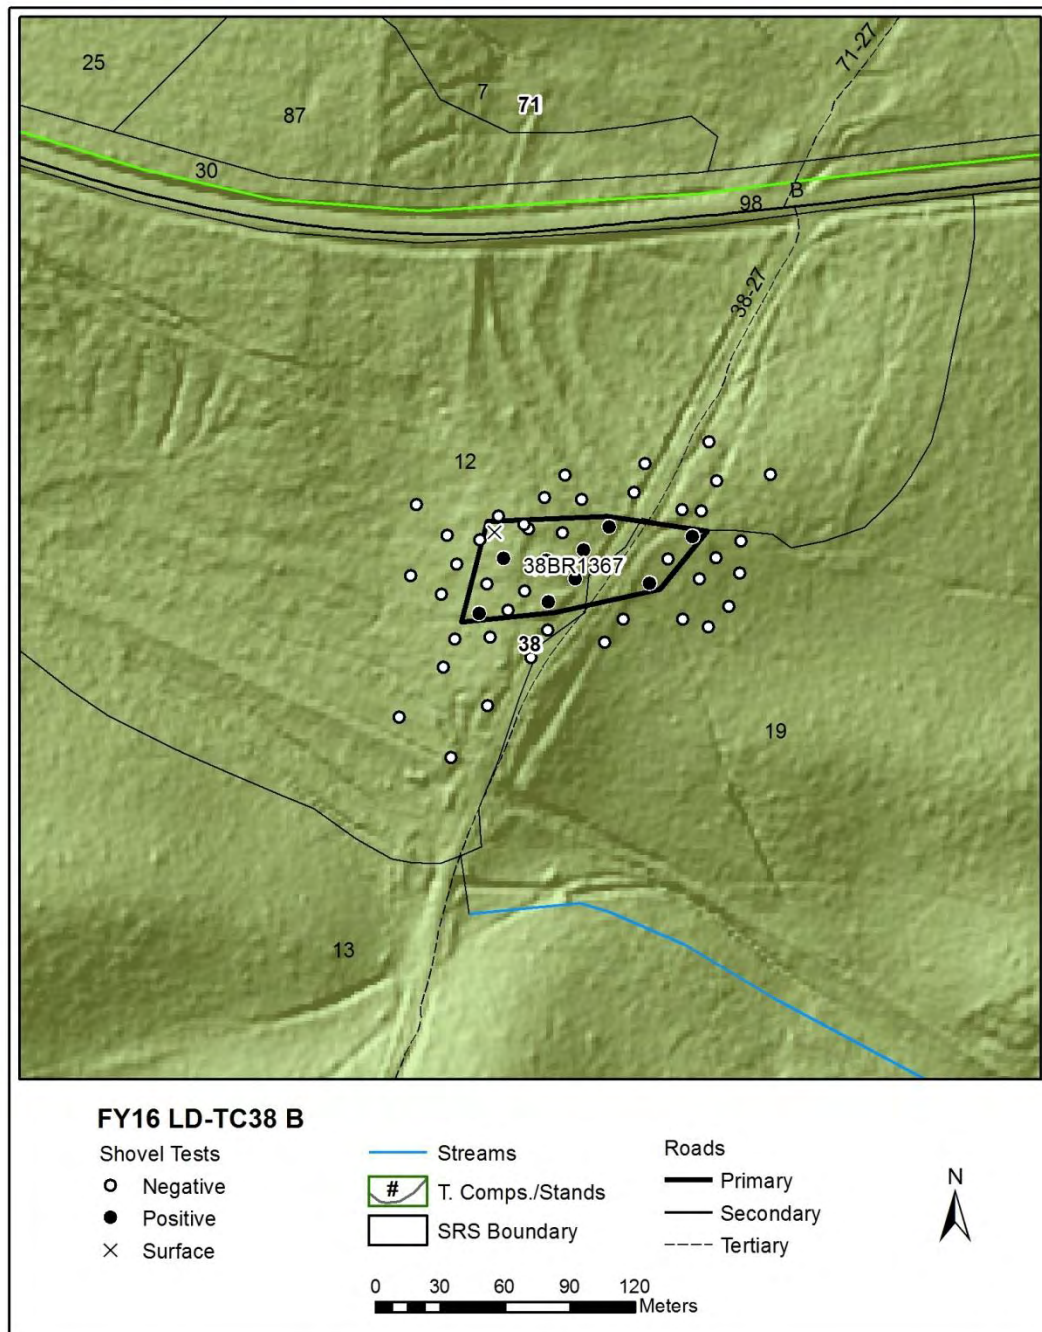 25
7
71
71-27
87
30
B
98
38-27
12
38BR1367
38
19
13
FY16 LD-TC38 B
Shovel Tests
Negative
Positive
Surface
Streams
#
T. Comps./Stands
SRS Boundary
Roads
Primary
Secondary
Tertiary
N
0 30 60 90 120
Meters